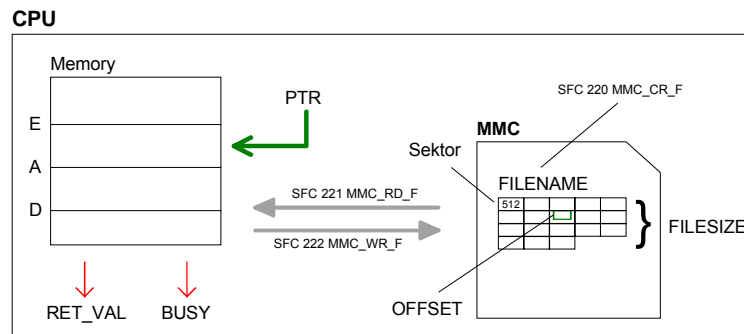 CPU
Memory
PTR
SFC 220 MMC_CR_F
E
MMC
Sektor
A
SFC 221 MMC_RD_F
FILENAME
512
D
FILESIZE
SFC 222 MMC_WR_F
RET_VAL
BUSY
OFFSET